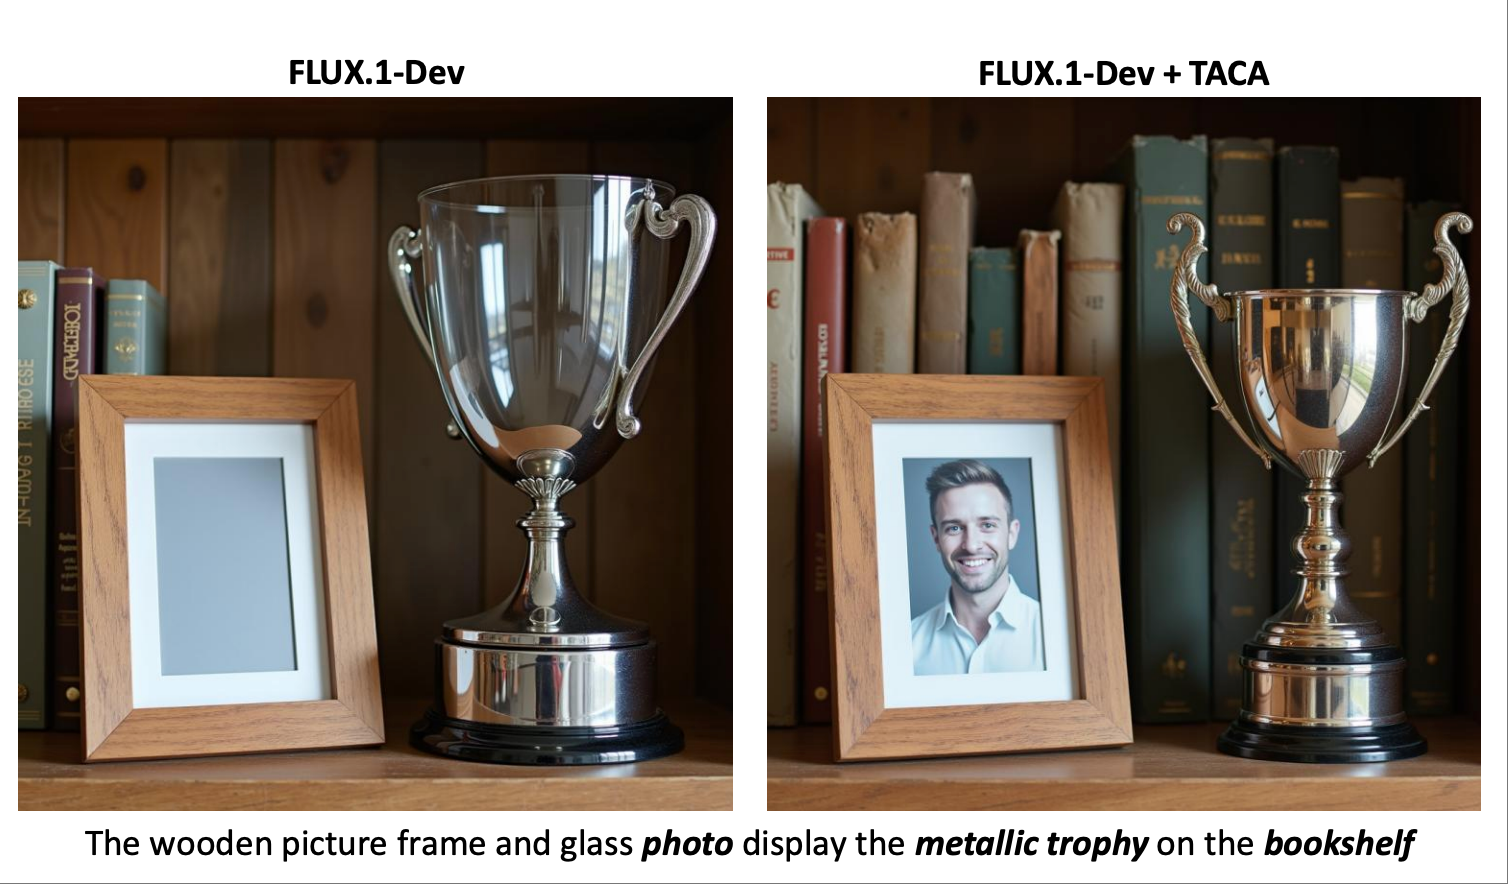 FLUX.1-Dev
FLUX.1-Dev + TACA
The wooden picture frame and glass photo display the metallic trophy on the bookshelf